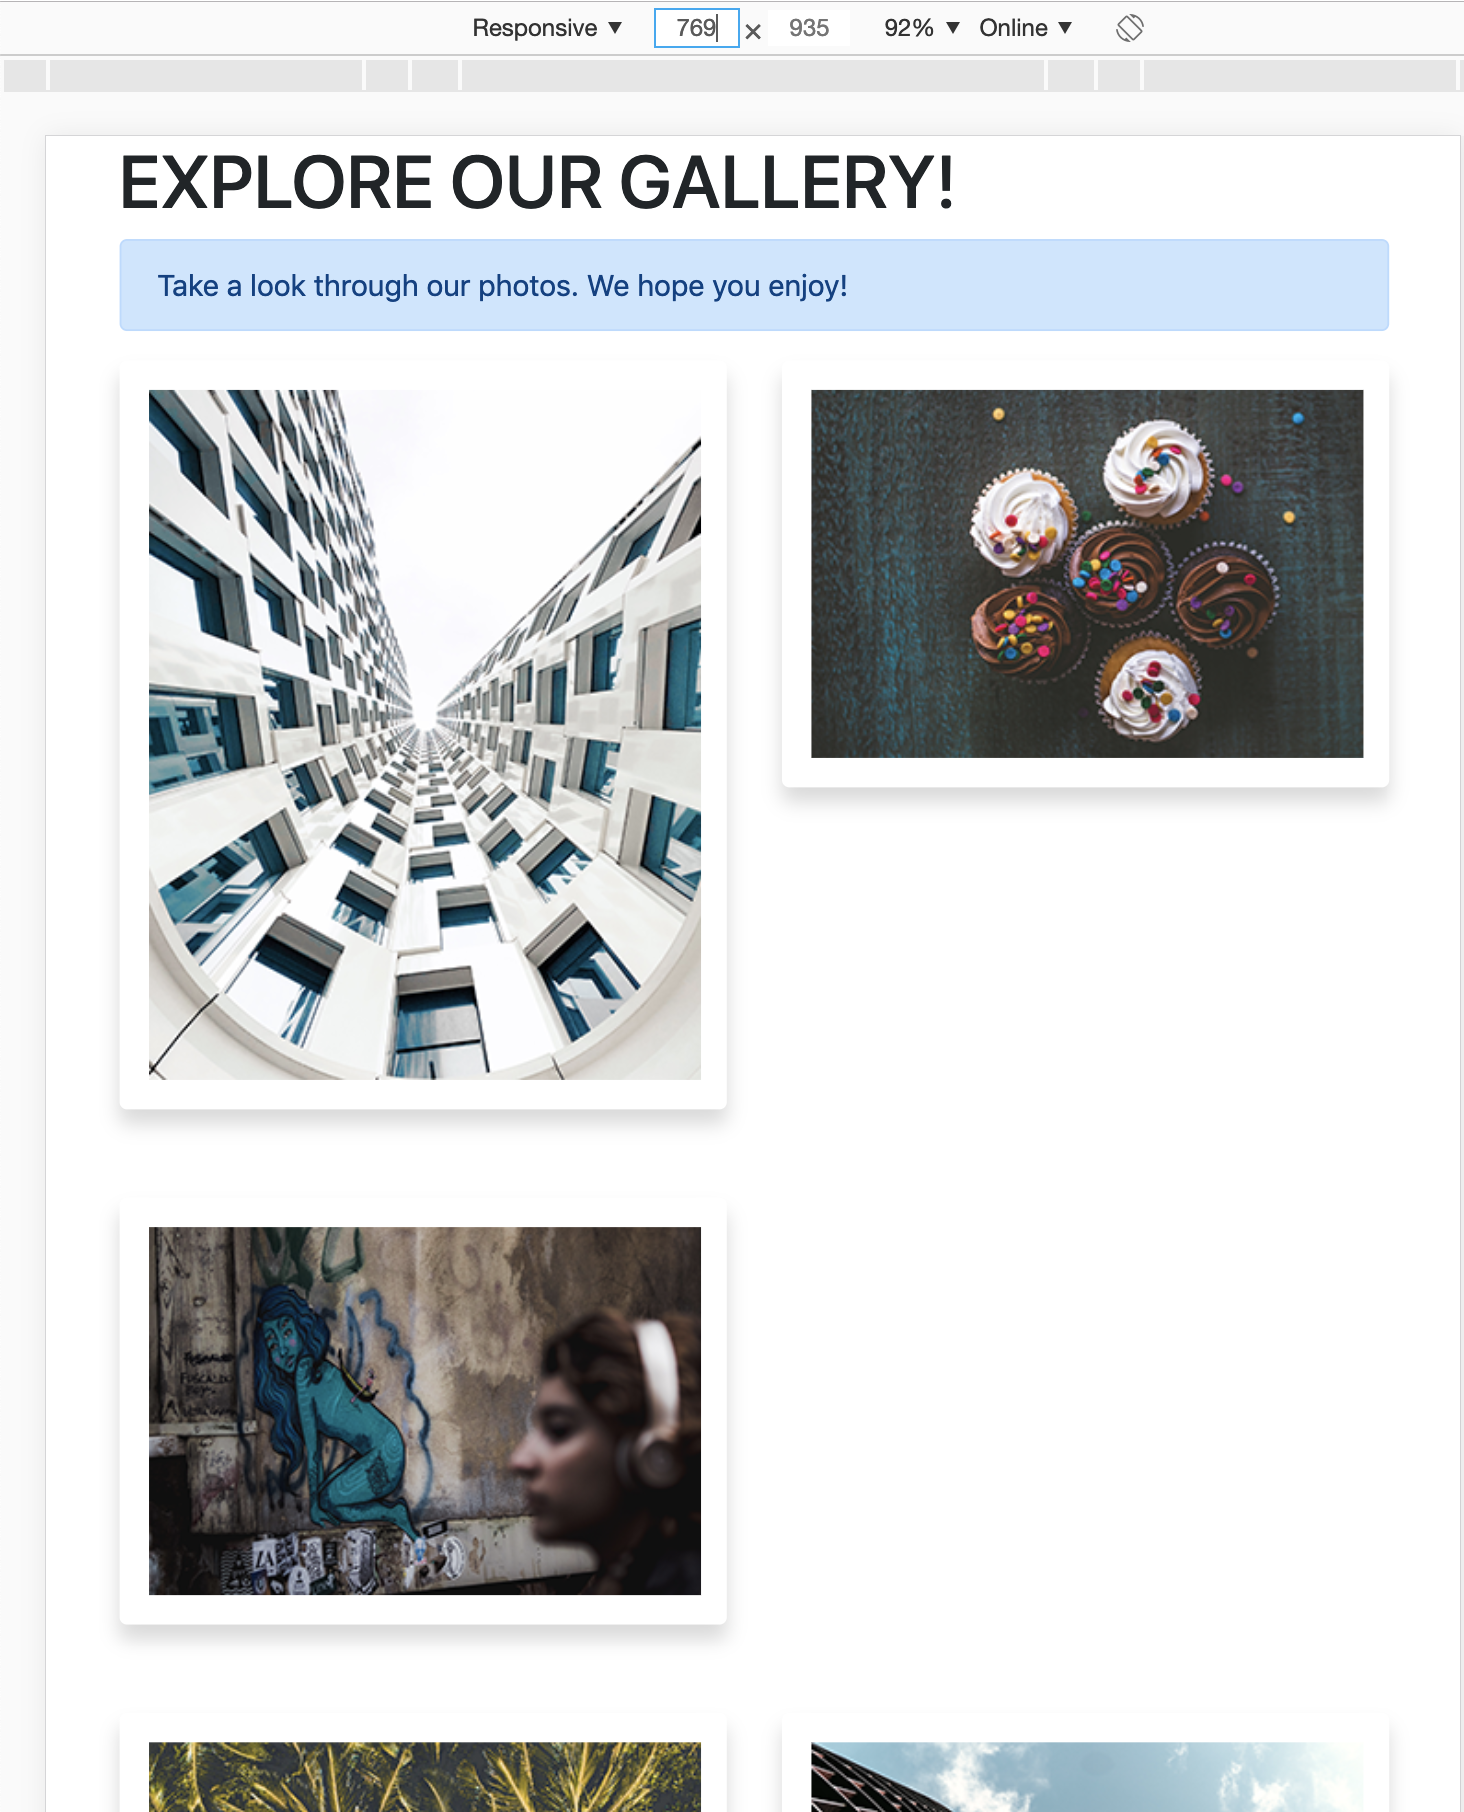 Responsive ▼ 769 × 935 92% ▼ Online ▼
EXPLORE OUR GALLERY!
Take a look through our photos. We hope you enjoy!